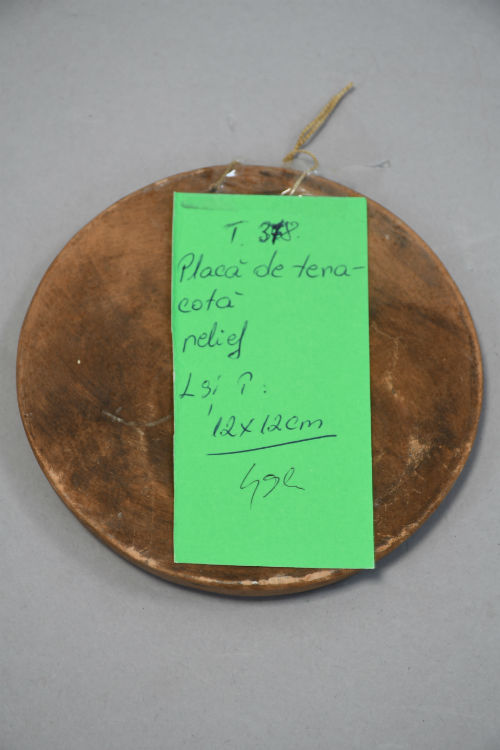 T. 378.
Placă de tera-
cotă
relief
L și P:
12x12cm